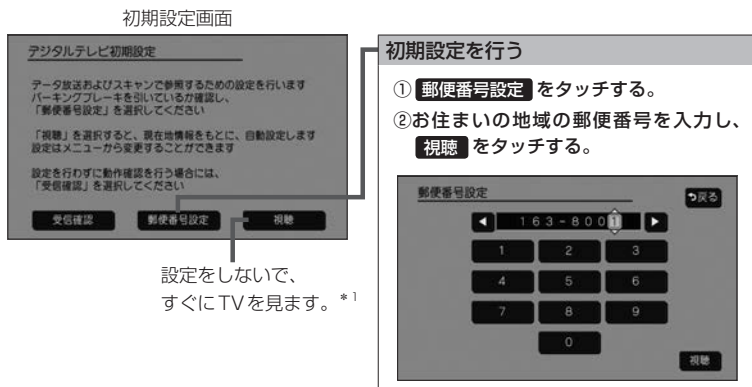 初期設定画面
デジタルテレビ初期設定
データ放送およびスキャンで参照するための設定を行います
パーキングブレーキを引いているか確認し、
「郵便番号設定」を選択してください
「視聴」を選択すると、現在地情報をもとに、自動設定します
設定はメニューから変更することができます
設定を行わずに動作確認を行う場合には、
「受信確認」を選択してください
受信確認 郵便番号設定 視聴
設定をしないで、
すぐにTVを見ます。*1
初期設定を行う
① 郵便番号設定 をタッチする。
②お住まいの地域の郵便番号を入力し、
視聴 をタッチする。
郵便番号設定 戻る
163-8001
1 2 3
4 5 6
7 8 9
0
視聴